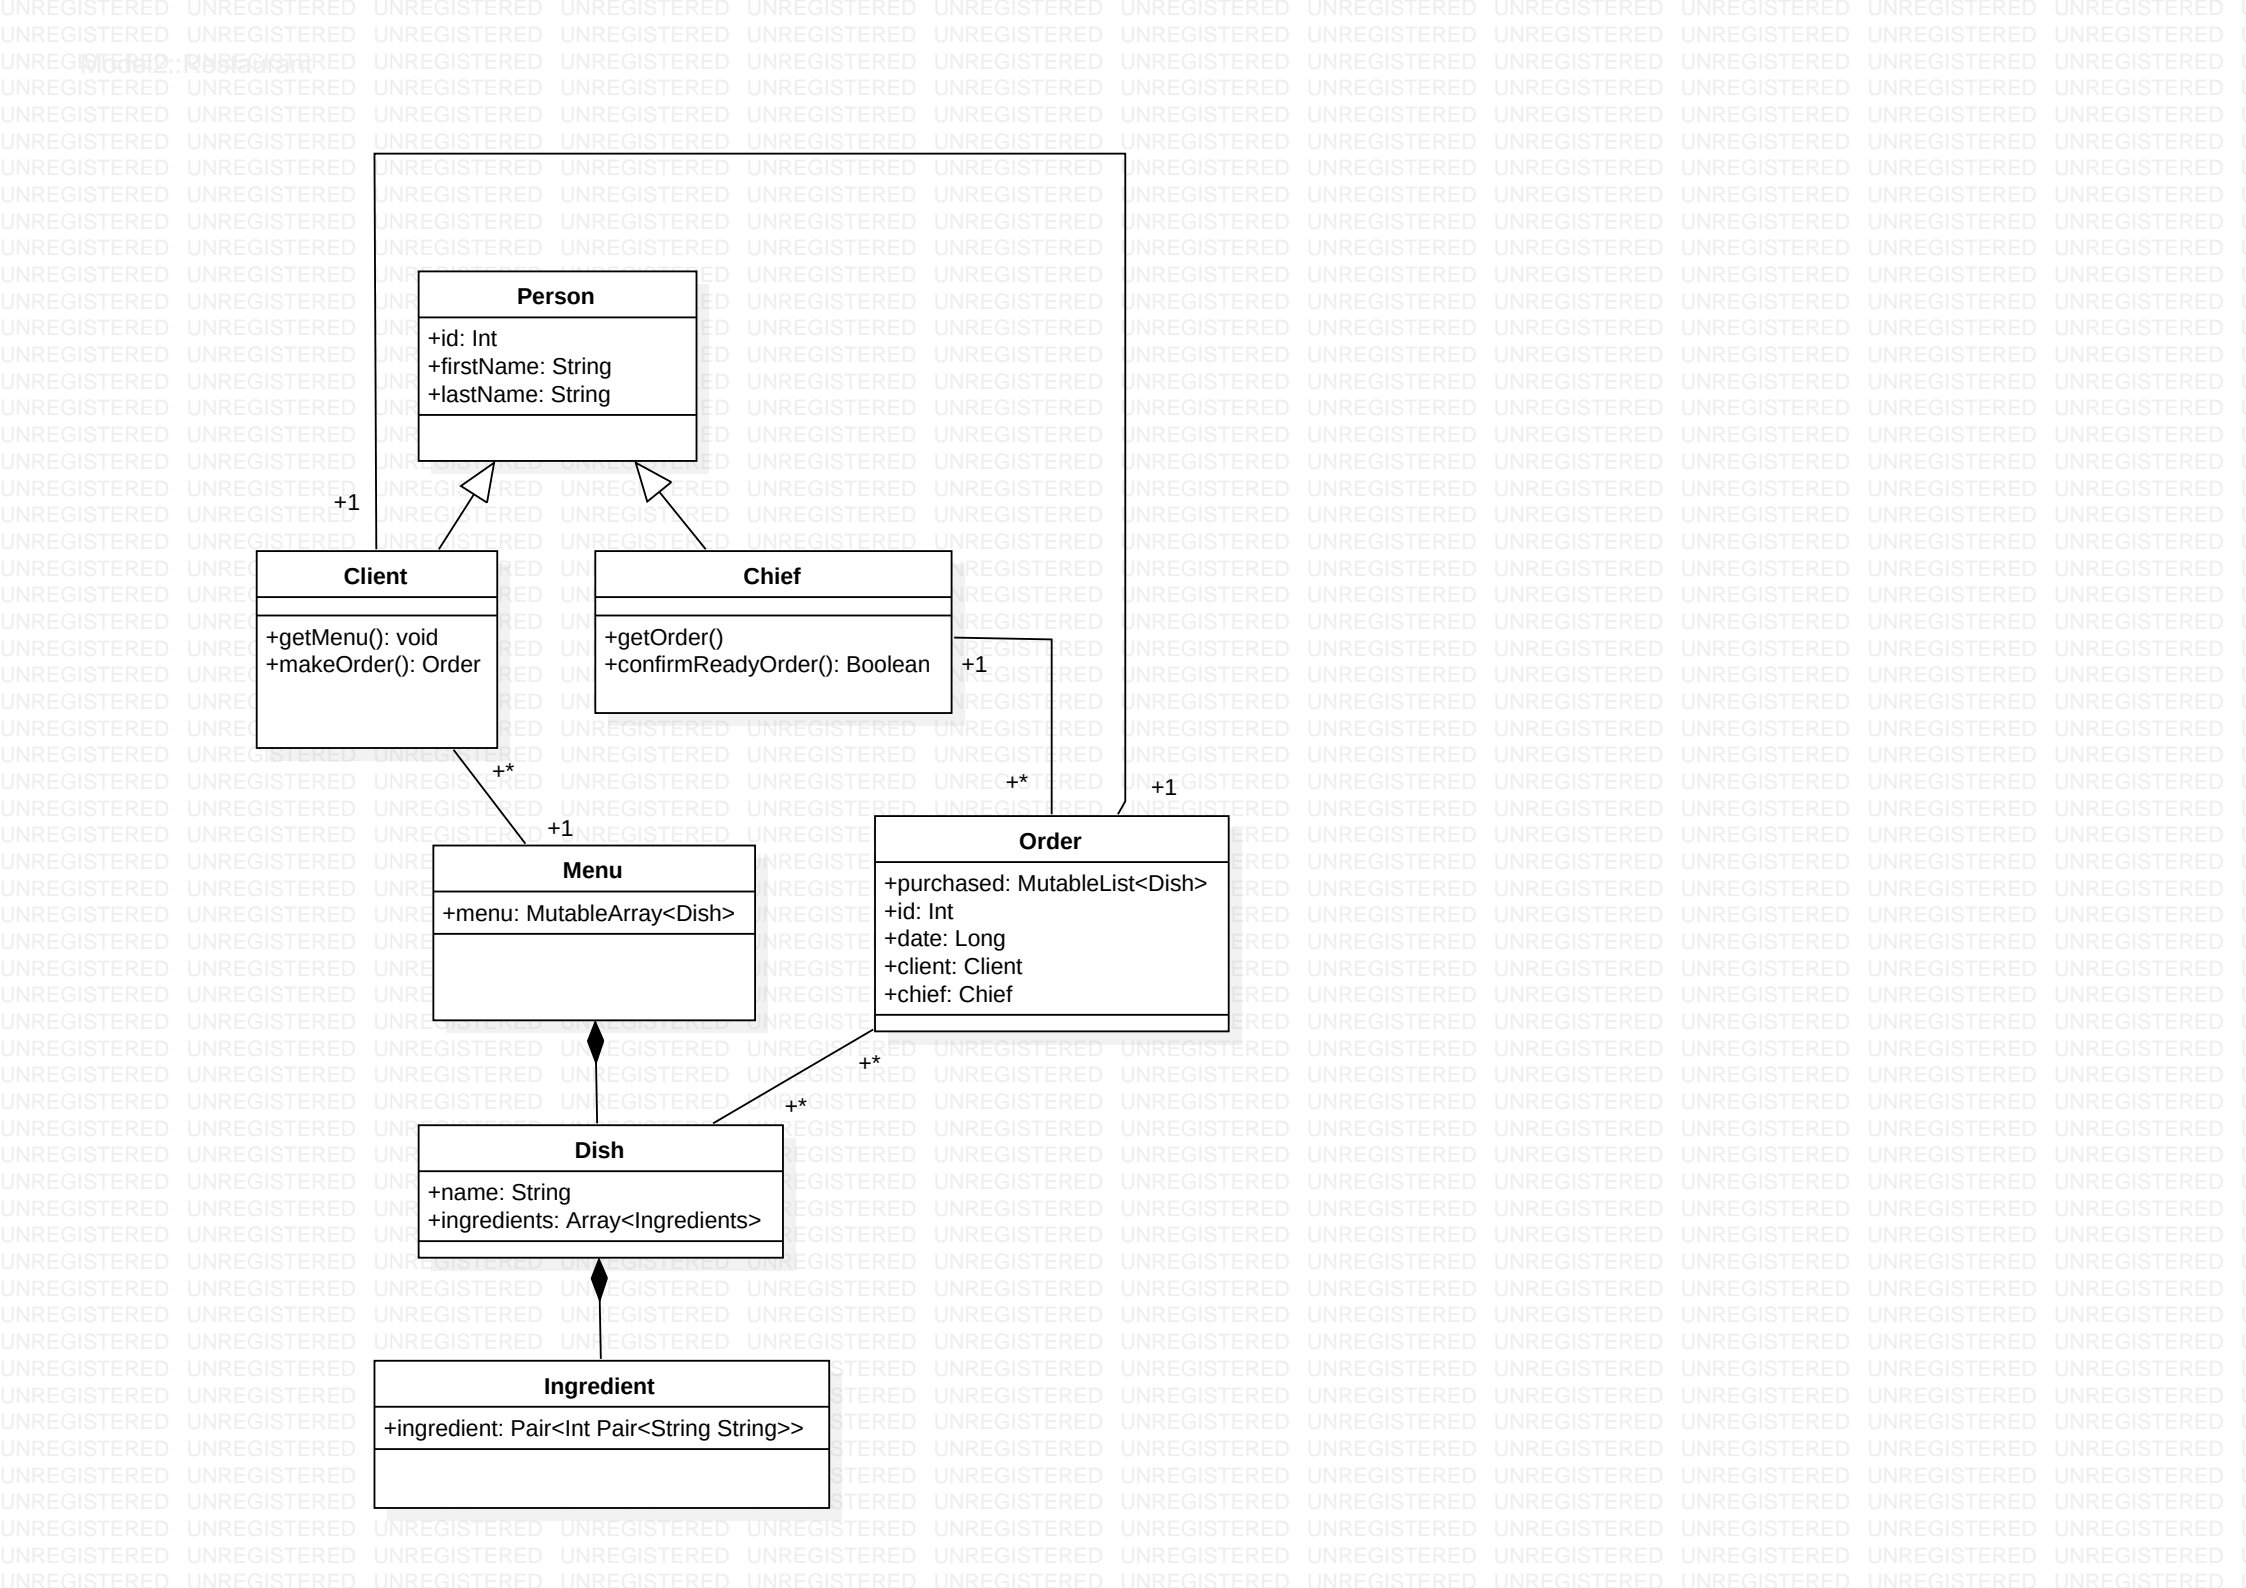 Model2::Restaurant
Person
+id: Int
+firstName: String
+lastName: String
+1
Client
+getMenu(): void
+makeOrder(): Order
Chief
+getOrder()
+confirmReadyOrder(): Boolean
+1
+*
+1
+*
+1
Menu
+menu: MutableArray<Dish>
Order
+purchased: MutableList<Dish>
+id: Int
+date: Long
+client: Client
+chief: Chief
+*
+*
Dish
+name: String
+ingredients: Array<Ingredients>
Ingredient
+ingredient: Pair<Int Pair<String String>>
UNREGISTERED